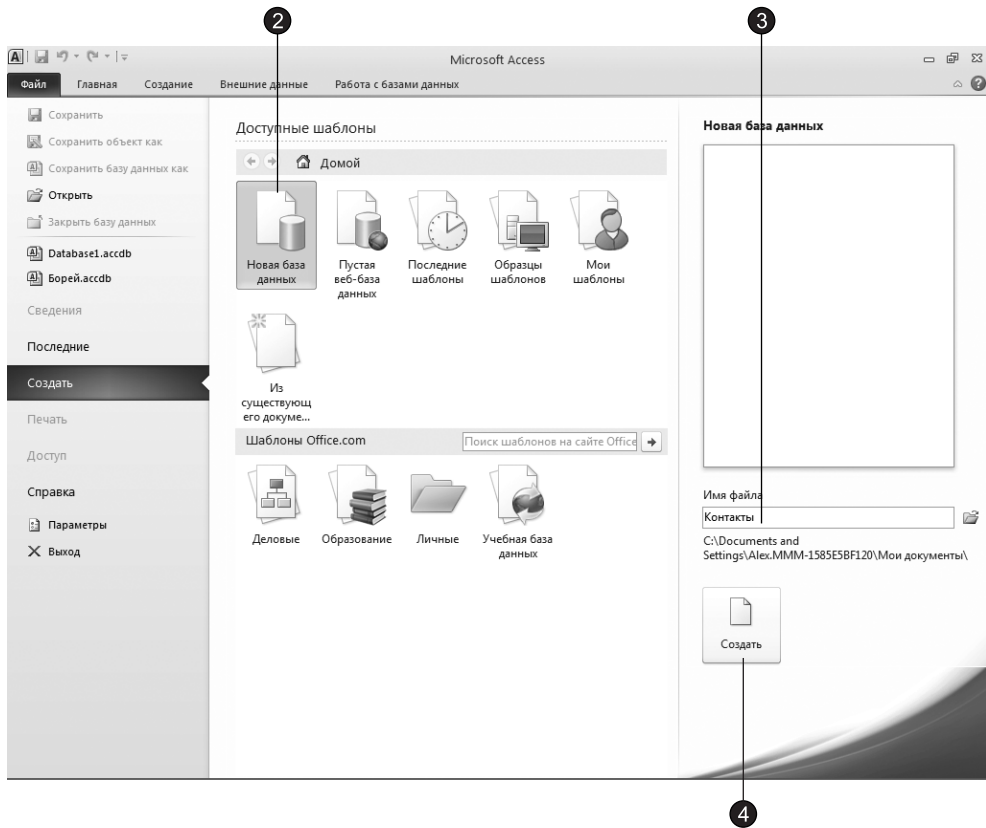 2
3
Microsoft Access
Файл
Главная
Создание
Внешние данные
Работа с базами данных
Сохранить
Сохранить объект как
Сохранить базу данных как
Открыть
Закрыть базу данных
Database1.accdb
Борей.accdb
Сведения
Последние
Создать
Печать
Доступ
Справка
Параметры
Выход
Доступные шаблоны
Домой
Новая база
данных
Пустая
веб-база
данных
Последние
шаблоны
Образцы
шаблонов
Мои
шаблоны
Из
существующ
его докуме...
Шаблоны Office.com
Поиск шаблонов на сайте Office
Деловые
Образование
Личные
Учебная база
данных
Новая база данных
Имя файла
Контакты
C:\Documents and
Settings\Alex.MMM-1585E5BF120\Мои документы\
Создать
4